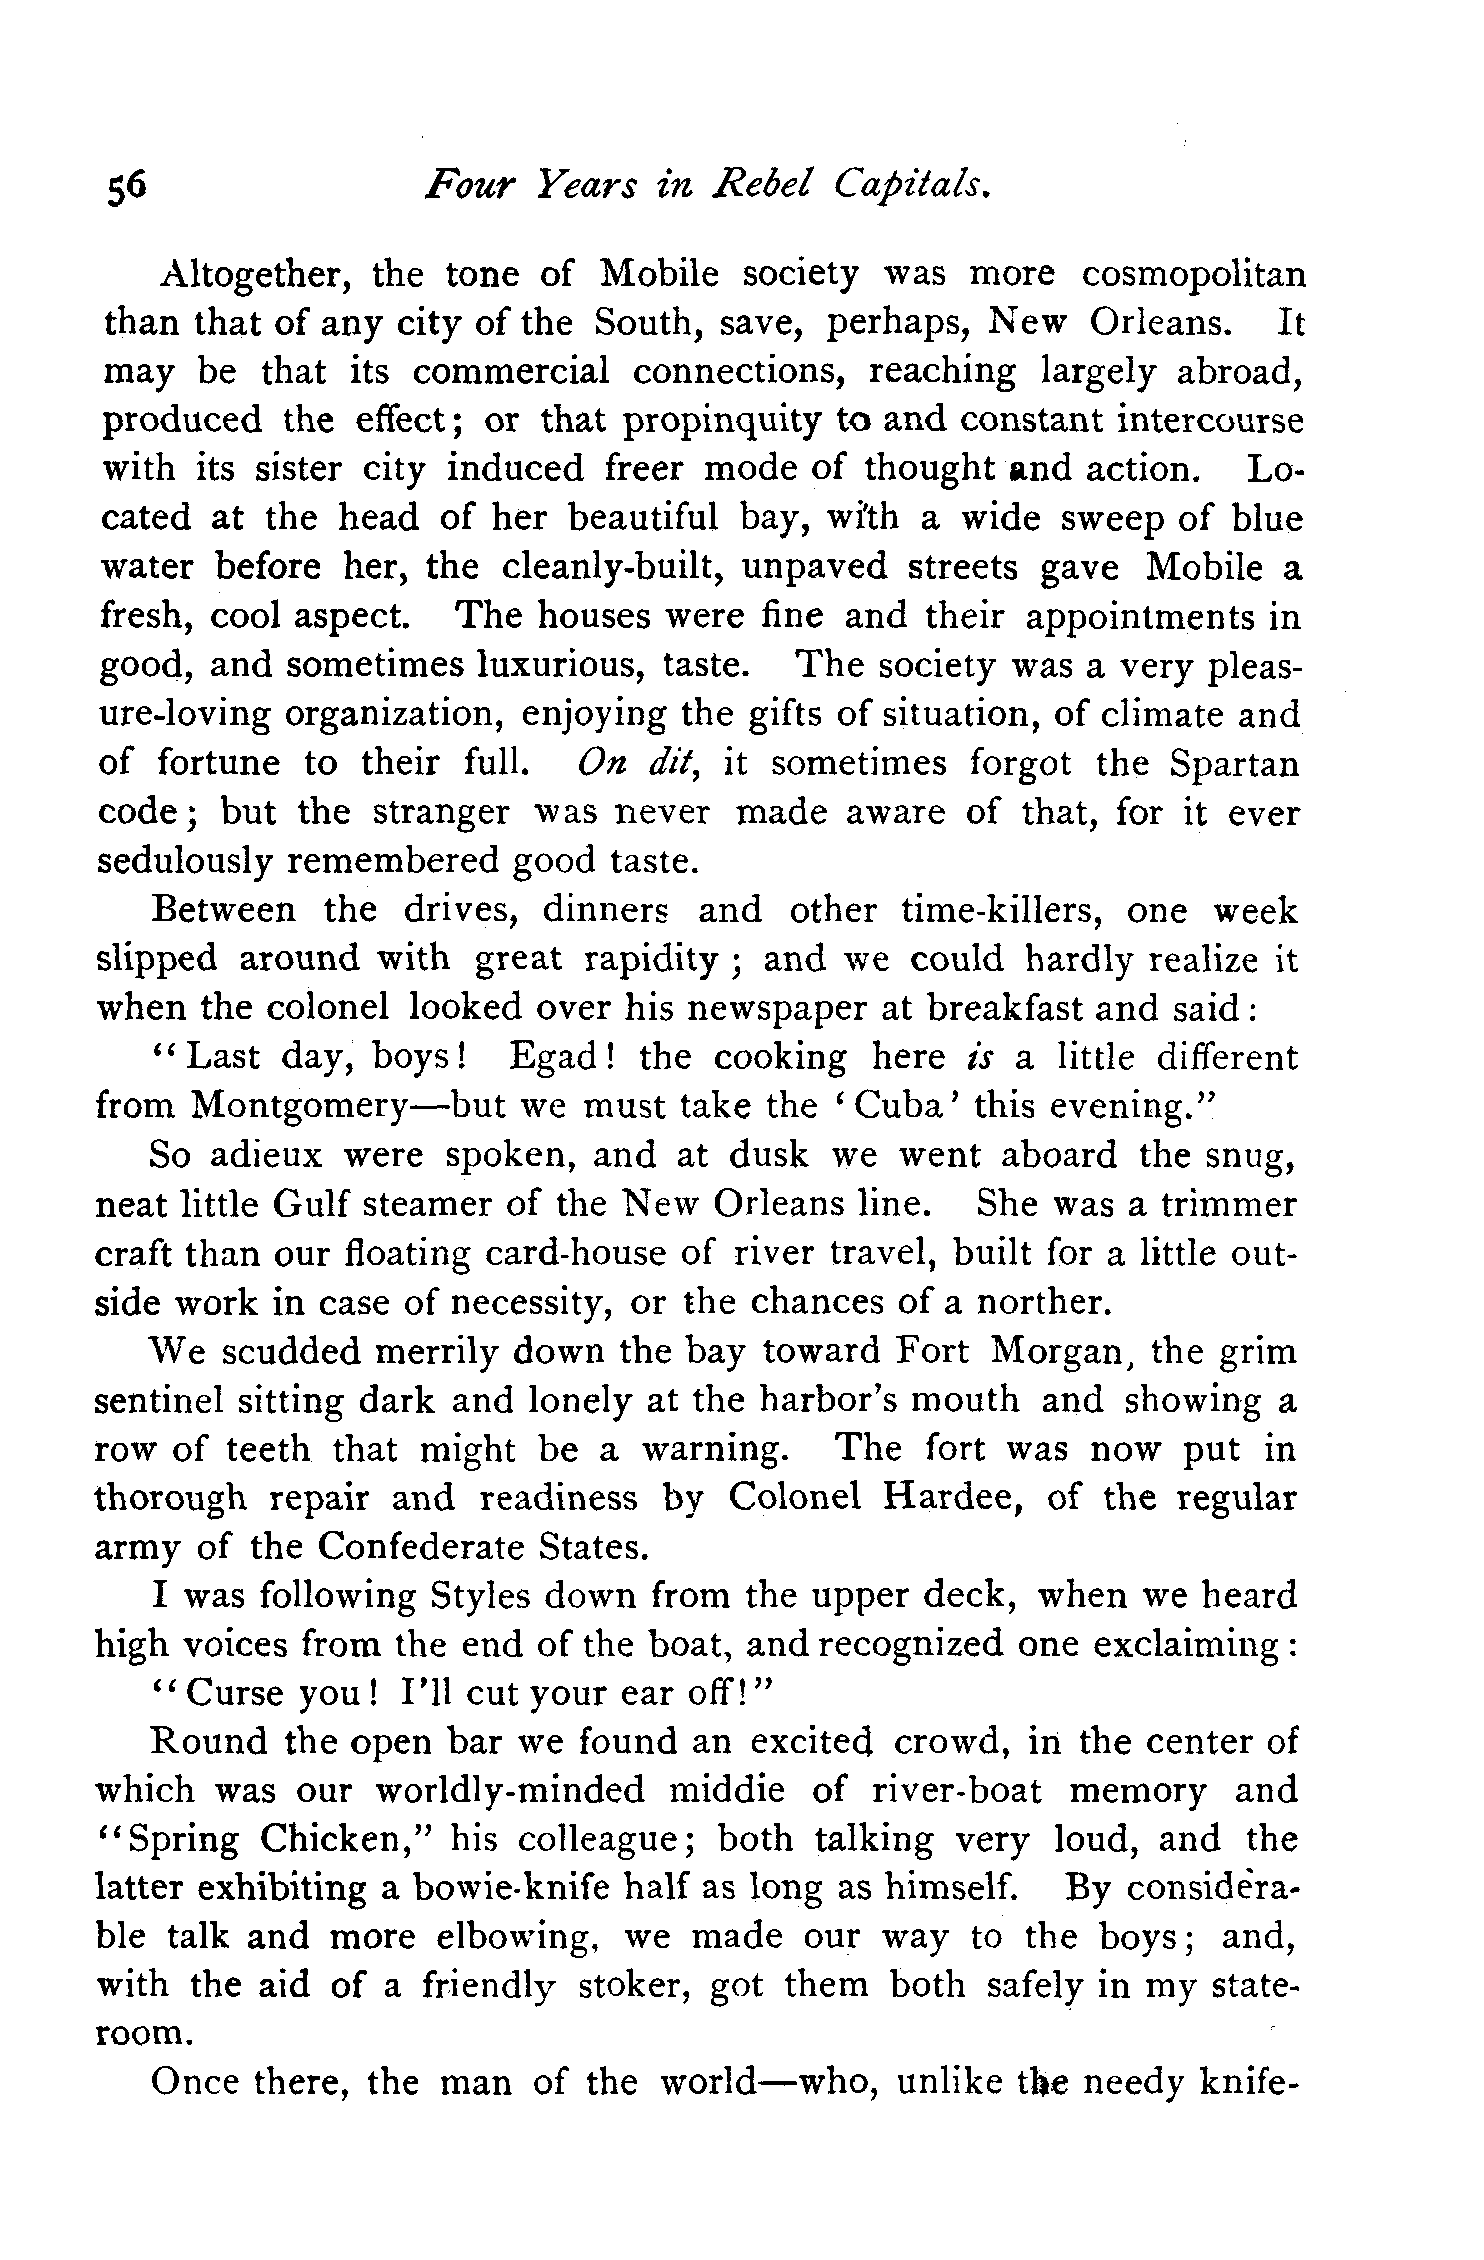 56 Four Years in Rebel Capitals.
Altogether, the tone of Mobile society was more cosmopolitan
than that of any city of the South, save, perhaps, New Orleans. It
may be that its commercial connections, reaching largely abroad,
produced the effect; or that propinquity to and constant intercourse
with its sister city induced freer mode of thought and action. Lo-
cated at the head of her beautiful bay, with a wide sweep of blue
water before her, the cleanly-built, unpaved streets gave Mobile a
fresh, cool aspect. The houses were fine and their appointments in
good, and sometimes luxurious, taste. The society was a very pleas-
ure-loving organization, enjoying the gifts of situation, of climate and
of fortune to their full. On dit, it sometimes forgot the Spartan
code; but the stranger was never made aware of that, for it ever
sedulously remembered good taste.
Between the drives, dinners and other time-killers, one week
slipped around with great rapidity; and we could hardly realize it
when the colonel looked over his newspaper at breakfast and said:
"Last day, boys! Egad! the cooking here is a little different
from Montgomery—but we must take the 'Cuba' this evening."
So adieux were spoken, and at dusk we went aboard the snug,
neat little Gulf steamer of the New Orleans line. She was a trimmer
craft than our floating card-house of river travel, built for a little out-
side work in case of necessity, or the chances of a norther.
We scudded merrily down the bay toward Fort Morgan, the grim
sentinel sitting dark and lonely at the harbor's mouth and showing a
row of teeth that might be a warning. The fort was now put in
thorough repair and readiness by Colonel Hardee, of the regular
army of the Confederate States.
I was following Styles down from the upper deck, when we heard
high voices from the end of the boat, and recognized one exclaiming:
"Curse you! I'll cut your ear off!"
Round the open bar we found an excited crowd, in the center of
which was our worldly-minded middie of river-boat memory and
"Spring Chicken," his colleague; both talking very loud, and the
latter exhibiting a bowie-knife half as long as himself. By considera-
ble talk and more elbowing, we made our way to the boys; and,
with the aid of a friendly stoker, got them both safely in my state-
room.
Once there, the man of the world—who, unlike the needy knife-